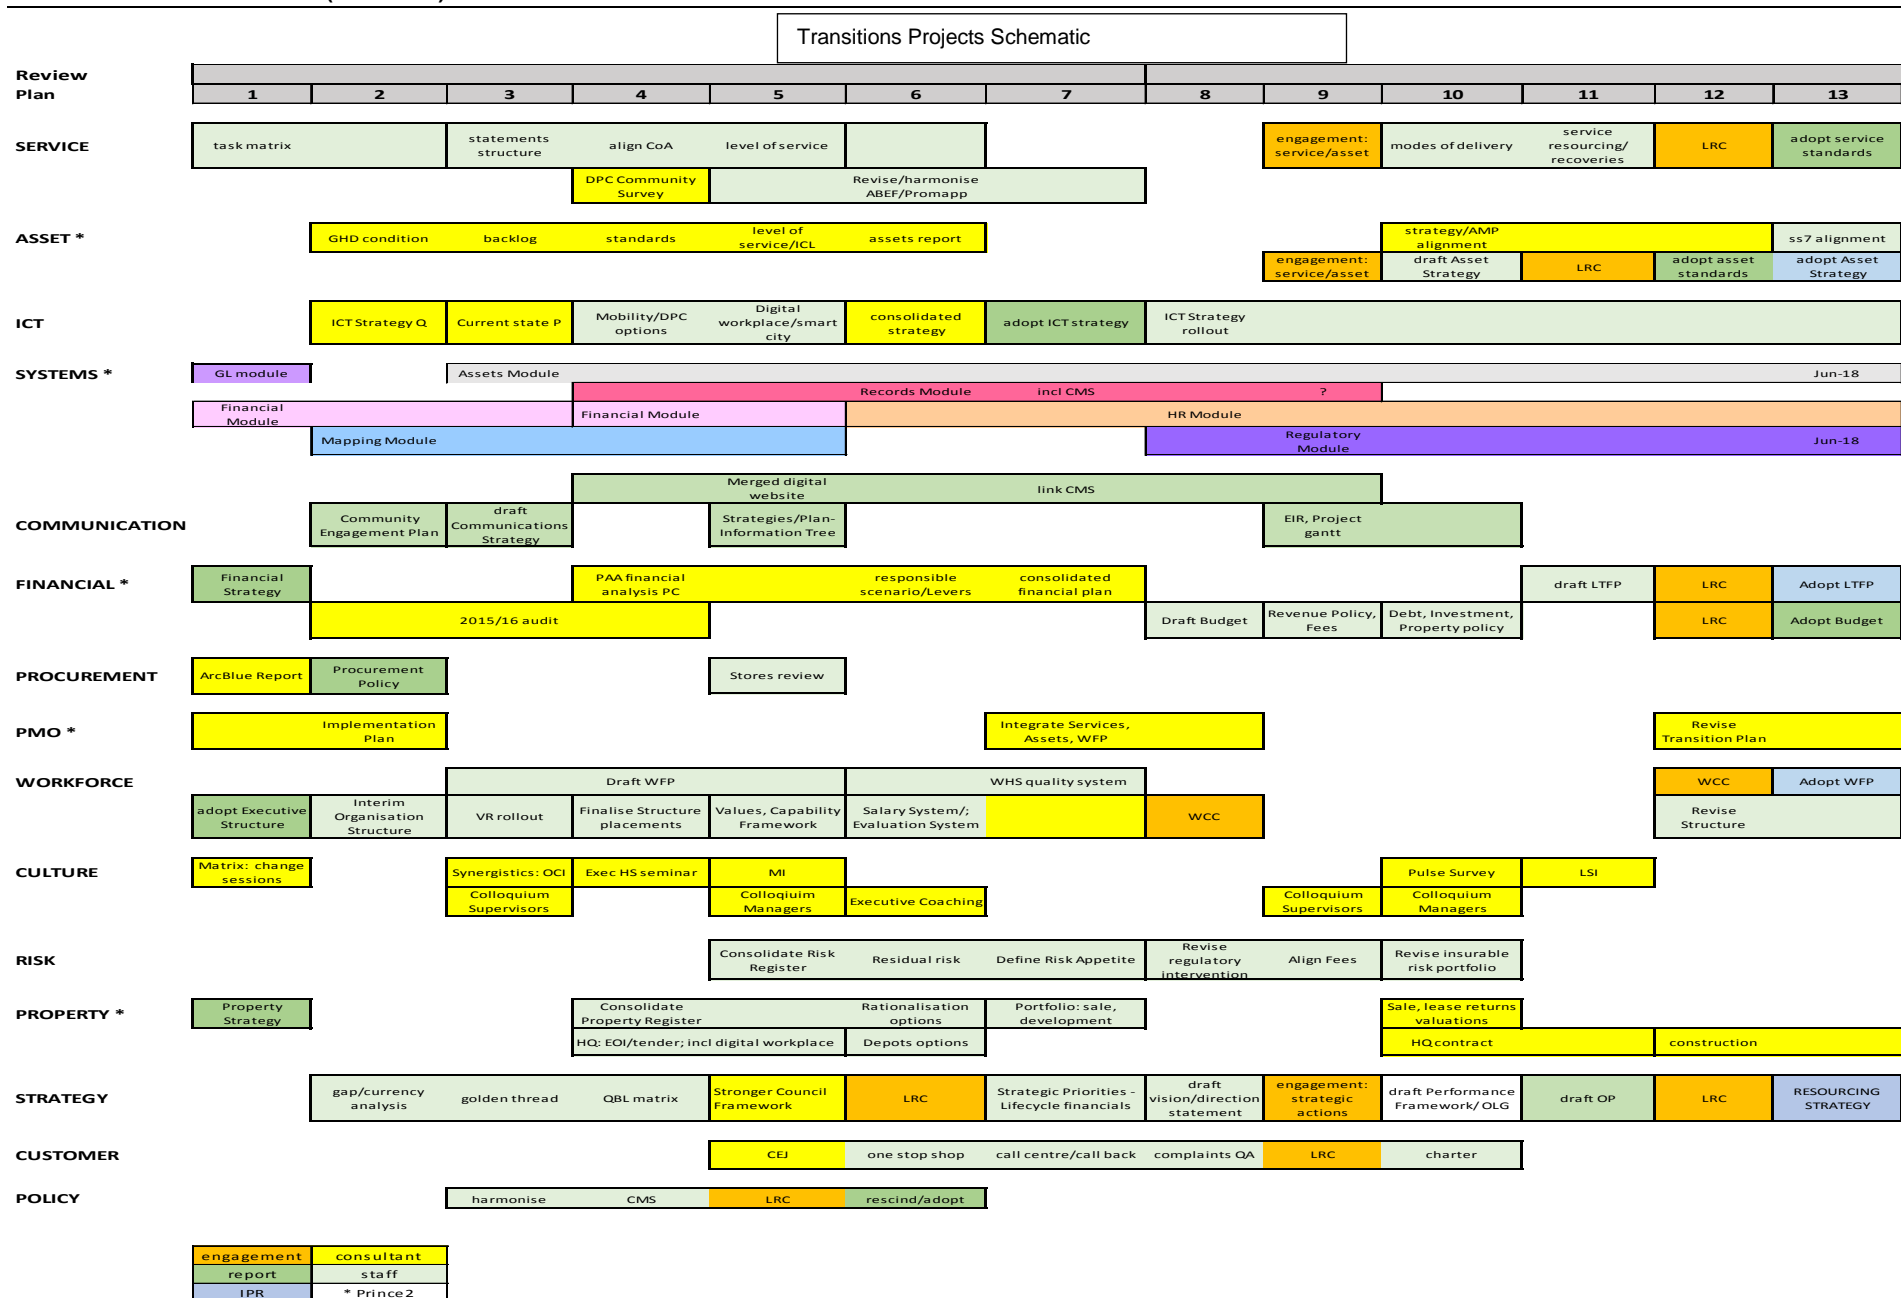 Transitions Projects Schematic
Review
Plan
1 2 3 4 5 6 7 8 9 10 11 12 13
SERVICE
task matrix
statements
structure
align CoA
level of service
engagement:
service/asset
modes of delivery
service
resourcing/
recoveries
LRC
adopt service
standards
DPC Community
Survey
Revise/harmonise
ABEF/Promapp
ASSET *
GHD condition
backlog
standards
level of
service/ICL
assets report
strategy/AMP
alignment
ss7 alignment
engagement:
service/asset
draft Asset
Strategy
LRC
adopt asset
standards
adopt Asset
Strategy
ICT
ICT Strategy Q
Current state P
Mobility/DPC
options
Digital
workplace/smart
city
consolidated
strategy
adopt ICT strategy
ICT Strategy
rollout
SYSTEMS *
GL module
Assets Module
Jun-18
Records Module
incl CMS
?
Financial
Module
Financial Module
HR Module
Mapping Module
Regulatory
Module
Jun-18
Merged digital
website
link CMS
COMMUNICATION
Community
Engagement Plan
draft
Communications
Strategy
Strategies/Plan-
Information Tree
EIR, Project
gantt
FINANCIAL *
Financial
Strategy
PAA financial
analysis PC
responsible
scenario/Levers
consolidated
financial plan
draft LTFP
LRC
Adopt LTFP
2015/16 audit
Draft Budget
Revenue Policy,
Fees
Debt, Investment,
Property policy
LRC
Adopt Budget
PROCUREMENT
ArcBlue Report
Procurement
Policy
Stores review
PMO *
Implementation
Plan
Integrate Services,
Assets, WFP
Revise
Transition Plan
WORKFORCE
Draft WFP
WHS quality system
WCC
Adopt WFP
adopt Executive
Structure
Interim
Organisation
Structure
VR rollout
Finalise Structure
placements
Values, Capability
Framework
Salary System/;
Evaluation System
WCC
Revise
Structure
CULTURE
Matrix: change
sessions
Synergistics: OCI
Exec HS seminar
MI
Pulse Survey
LSI
Colloquium
Supervisors
Colloqiuim
Managers
Executive Coaching
Colloquium
Supervisors
Colloquium
Managers
RISK
Consolidate Risk
Register
Residual risk
Define Risk Appetite
Revise
regulatory
intervention
Align Fees
Revise insurable
risk portfolio
PROPERTY *
Property
Strategy
Consolidate
Property Register
Rationalisation
options
Portfolio: sale,
development
Sale, lease returns
valuations
HQ: EOI/tender; incl digital workplace
Depots options
HQ contract
construction
STRATEGY
gap/currency
analysis
golden thread
QBL matrix
Stronger Council
Framework
LRC
Strategic Priorities -
Lifecycle financials
draft
vision/direction
statement
engagement:
strategic
actions
draft Performance
Framework/ OLG
draft OP
LRC
RESOURCING
STRATEGY
CUSTOMER
CEJ
one stop shop
call centre/call back
complaints QA
LRC
charter
POLICY
harmonise
CMS
LRC
rescind/adopt
engagement
consultant
report
staff
IPR
* Prince2